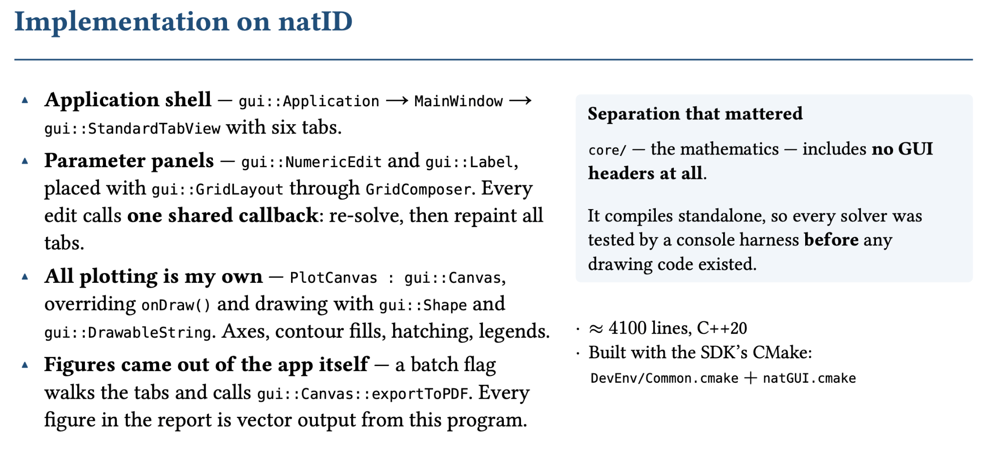 Implementation on natID
▲ Application shell — gui::Application ⟶ MainWindow ⟶
gui::StandardTabView with six tabs.
▲ Parameter panels — gui::NumericEdit and gui::Label,
placed with gui::GridLayout through GridComposer. Every
edit calls one shared callback: re-solve, then repaint all
tabs.
▲ All plotting is my own — PlotCanvas : gui::Canvas,
overriding onDraw() and drawing with gui::Shape and
gui::DrawableString. Axes, contour fills, hatching, legends.
▲ Figures came out of the app itself — a batch flag
walks the tabs and calls gui::Canvas::exportToPDF. Every
figure in the report is vector output from this program.
Separation that mattered
core/ — the mathematics — includes no GUI
headers at all.
It compiles standalone, so every solver was
tested by a console harness before any
drawing code existed.
· ≈ 4100 lines, C++20
· Built with the SDK’s CMake:
DevEnv/Common.cmake + natGUI.cmake